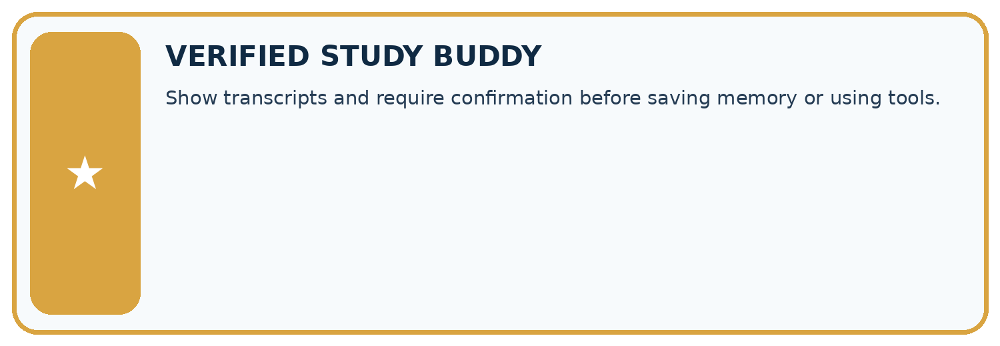 VERIFIED STUDY BUDDY
Show transcripts and require confirmation before saving memory or using tools.